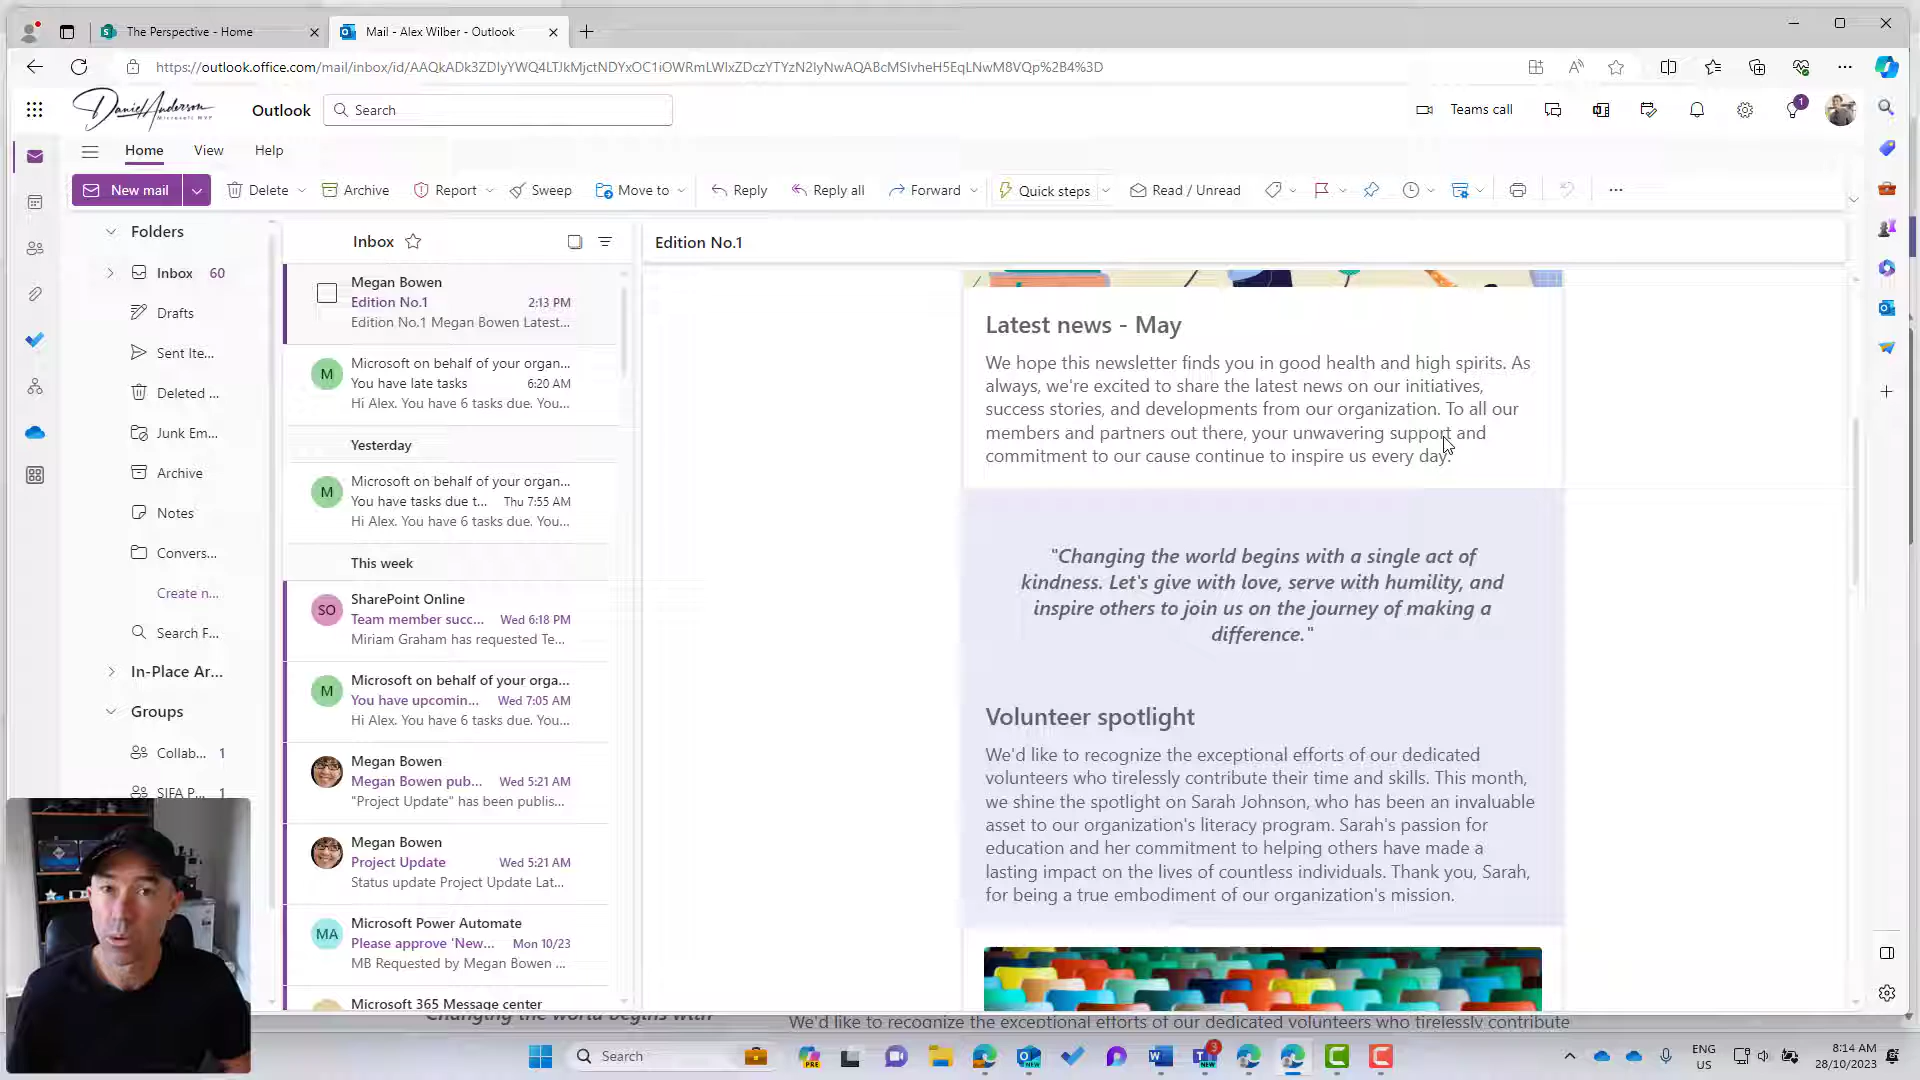 The Perspective - Home
Mail - Alex Wilber - Outlook
https://outlook.office.com/mail/inbox/id/AAQkADk3ZDIyYWQ4LTJkMjctNDYxOC1iOWRmLWIxZDczYTYzN2IyNwAQABcMSIvheH5EqLNwM8VQp%2B4%3D
Daniel Anderson
Microsoft MVP
Outlook
Search
Teams call
1
Home
View
Help
New mail
Delete
Archive
Report
Sweep
Move to
Reply
Reply all
Forward
Quick steps
Read / Unread
Folders
Inbox 60
Drafts
Sent Ite...
Deleted ...
Junk Em...
Archive
Notes
Convers...
Create n...
Search F...
In-Place Ar...
Groups
Collab... 1
SIFA P...
Inbox
Megan Bowen
Edition No.1 2:13 PM
Edition No.1 Megan Bowen Latest...
M
Microsoft on behalf of your organ...
You have late tasks 6:20 AM
Hi Alex. You have 6 tasks due. You...
Yesterday
M
Microsoft on behalf of your organ...
You have tasks due t... Thu 7:55 AM
Hi Alex. You have 6 tasks due. You...
This week
SO
SharePoint Online
Team member succ... Wed 6:18 PM
Miriam Graham has requested Te...
M
Microsoft on behalf of your orga...
You have upcomin... Wed 7:05 AM
Hi Alex. You have 6 tasks due. You...
Megan Bowen
Megan Bowen pub... Wed 5:21 AM
"Project Update" has been publis...
Megan Bowen
Project Update Wed 5:21 AM
Status update Project Update Lat...
MA
Microsoft Power Automate
Please approve 'New... Mon 10/23
MB Requested by Megan Bowen ...
Microsoft 365 Message center
Edition No.1
Latest news - May
We hope this newsletter finds you in good health and high spirits. As
always, we're excited to share the latest news on our initiatives,
success stories, and developments from our organization. To all our
members and partners out there, your unwavering support and
commitment to our cause continue to inspire us every day.
"Changing the world begins with a single act of
kindness. Let's give with love, serve with humility, and
inspire others to join us on the journey of making a
difference."
Volunteer spotlight
We'd like to recognize the exceptional efforts of our dedicated
volunteers who tirelessly contribute their time and skills. This month,
we shine the spotlight on Sarah Johnson, who has been an invaluable
asset to our organization's literacy program. Sarah's passion for
education and her commitment to helping others have made a
lasting impact on the lives of countless individuals. Thank you, Sarah,
for being a true embodiment of our organization's mission.
"Changing the world begins with
We'd like to recognize the exceptional efforts of our dedicated volunteers who tirelessly contribute
Search
PRE
NEW
3
NEW
ENG
US
8:14 AM
28/10/2023